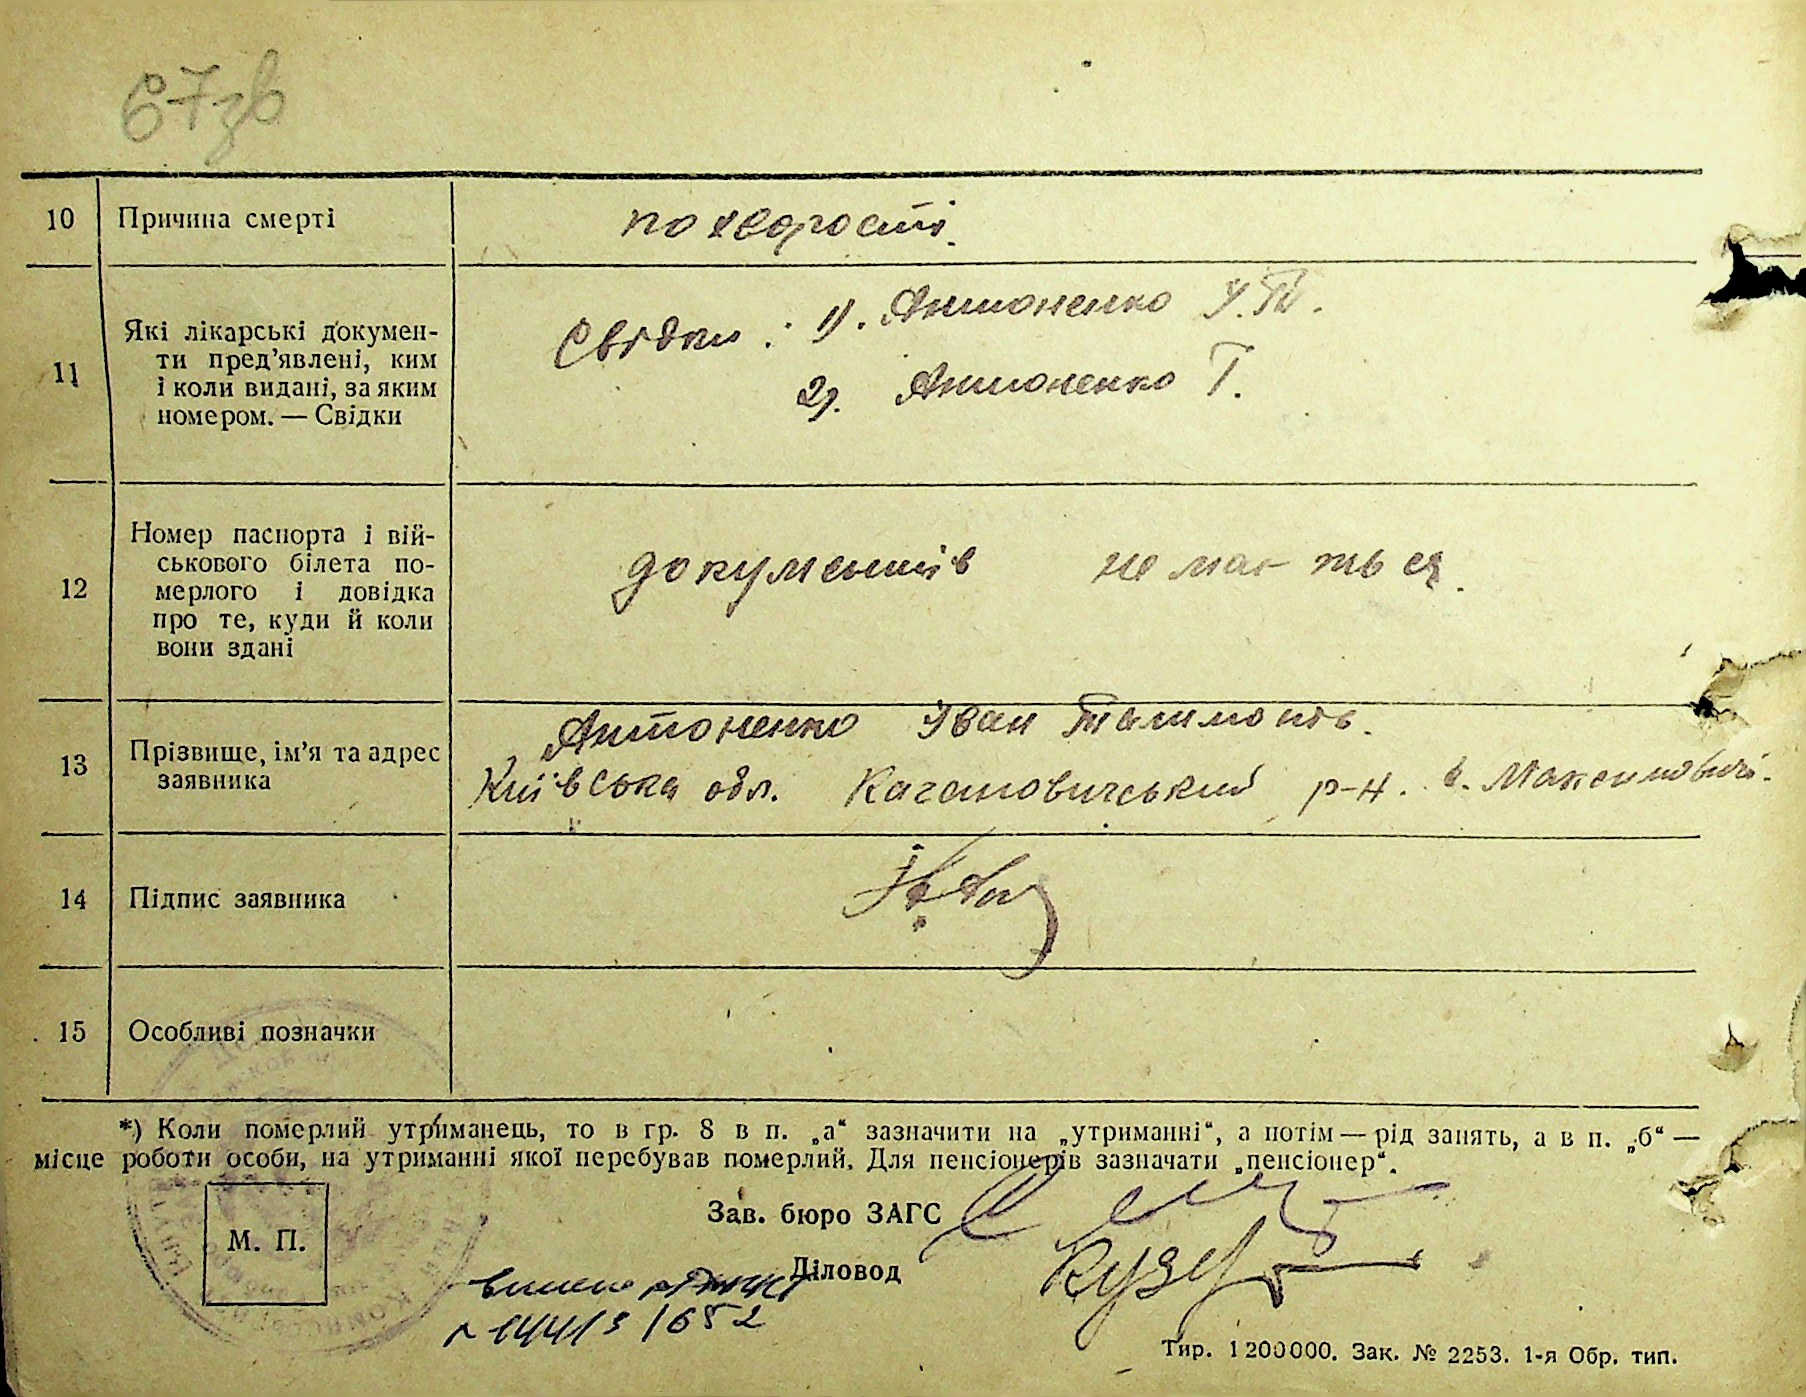 67зв
10 Причина смерті
по хворости.
11 Які лікарські докумен-
ти пред’явлені, ким
і коли видані, за яким
номером. — Свідки
Свідки: 1). Антоненко У.П.
2). Антоненко Т.
12 Номер паспорта і вій-
ськового білета по-
мерлого і довідка
про те, куди й коли
вони здані
документів не мається.
13 Прізвище, ім’я та адрес
заявника
Антоненко Іван
Київська обл. Кагановичський р-н. с. Максимовичі.
14 Підпис заявника
15 Особливі позначки
*) Коли померлий утриманець, то в гр. 8 в п. „а“ зазначити на „утриманні“, а потім — рід занять, а в п. „б“ —
місце роботи особи, на утриманні якої перебував померлий. Для пенсіонерів зазначати „пенсіонер“.
Зав. бюро ЗАГС
М. П.
Діловод
Тир. 1200000. Зак. № 2253. 1-я Обр. тип.